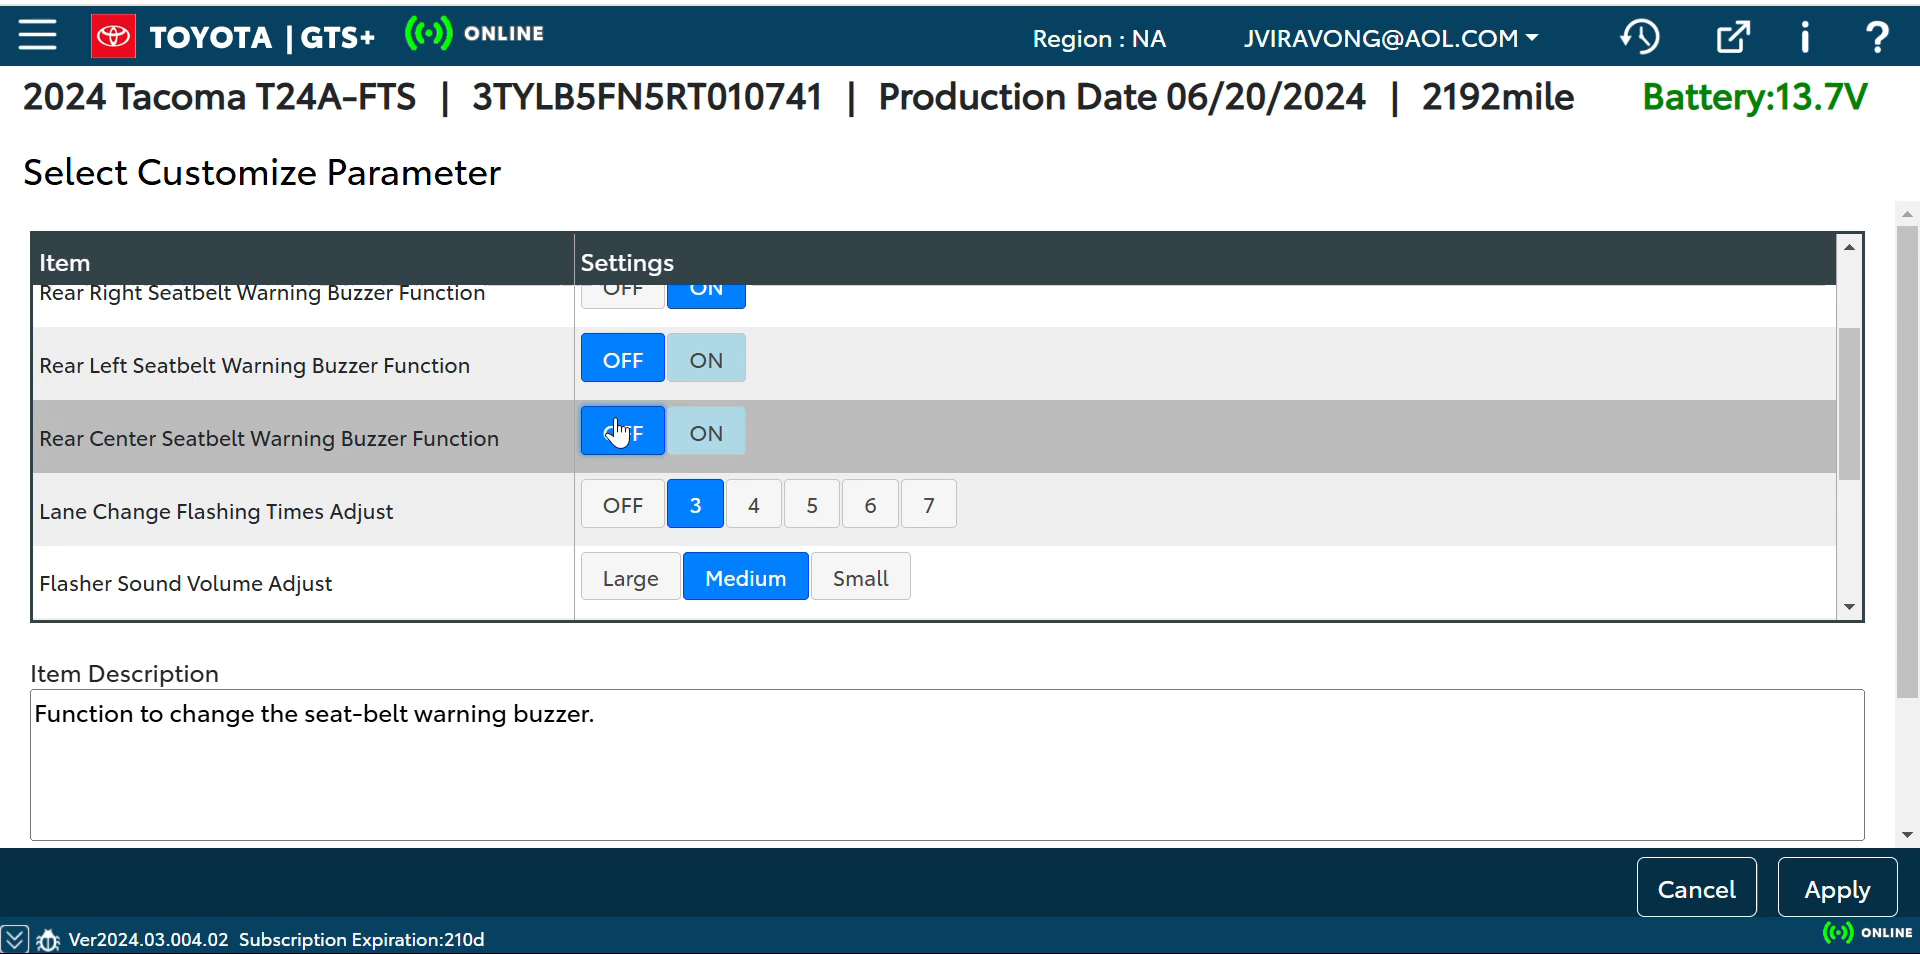 TOYOTA | GTS+ ONLINE Region : NA JVIRAVONG@AOL.COM
2024 Tacoma T24A-FTS | 3TYLB5FN5RT010741 | Production Date 06/20/2024 | 2192mile Battery:13.7V
Select Customize Parameter
Item Settings
Rear Right Seatbelt Warning Buzzer Function OFF ON
Rear Left Seatbelt Warning Buzzer Function OFF ON
Rear Center Seatbelt Warning Buzzer Function OFF ON
Lane Change Flashing Times Adjust OFF 3 4 5 6 7
Flasher Sound Volume Adjust Large Medium Small
Item Description
Function to change the seat-belt warning buzzer.
Cancel Apply
Ver2024.03.004.02 Subscription Expiration:210d ONLINE